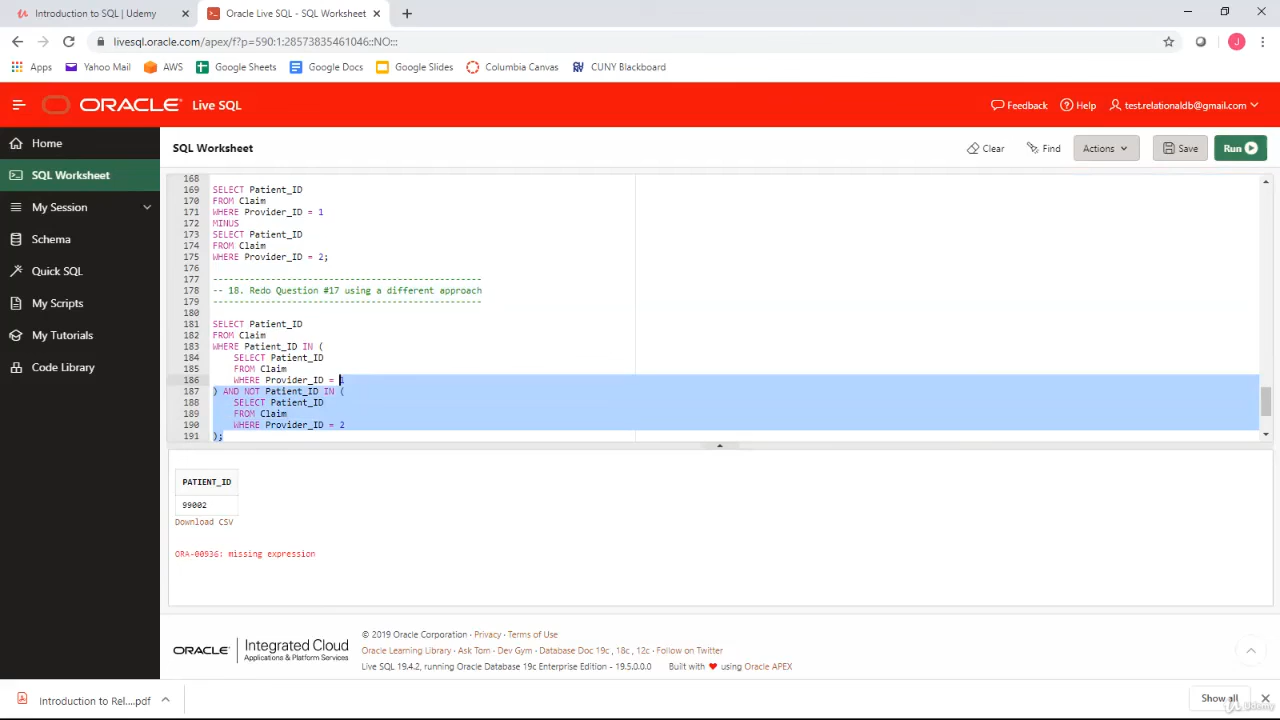 Introduction to SQL | Udemy
Oracle Live SQL - SQL Worksheet
livesql.oracle.com/apex/f?p=590:1:28573835461046::NO:::
J
Apps
Yahoo Mail
AWS
Google Sheets
Google Docs
Google Slides
Columbia Canvas
CUNY Blackboard
ORACLE Live SQL
Feedback
Help
test.relationaldb@gmail.com
Home
SQL Worksheet
My Session
Schema
Quick SQL
My Scripts
My Tutorials
Code Library
SQL Worksheet
Clear
Find
Actions
Save
Run
168
169 SELECT Patient_ID
170 FROM Claim
171 WHERE Provider_ID = 1
172 MINUS
173 SELECT Patient_ID
174 FROM Claim
175 WHERE Provider_ID = 2;
176
177 --------------------------------------------------
178 -- 18. Redo Question #17 using a different approach
179 --------------------------------------------------
180
181 SELECT Patient_ID
182 FROM Claim
183 WHERE Patient_ID IN (
184 SELECT Patient_ID
185 FROM Claim
186 WHERE Provider_ID = 1
187 ) AND NOT Patient_ID IN (
188 SELECT Patient_ID
189 FROM Claim
190 WHERE Provider_ID = 2
191 );
PATIENT_ID
99002
Download CSV
ORA-00936: missing expression
ORACLE
Integrated Cloud
Applications & Platform Services
© 2019 Oracle Corporation · Privacy · Terms of Use
Oracle Learning Library · Ask Tom · Dev Gym · Database Doc 19c , 18c , 12c · Follow on Twitter
Live SQL 19.4.2, running Oracle Database 19c Enterprise Edition - 19.5.0.0.0 Built with ❤ using Oracle APEX
Introduction to Rel....pdf
Show all
Udemy